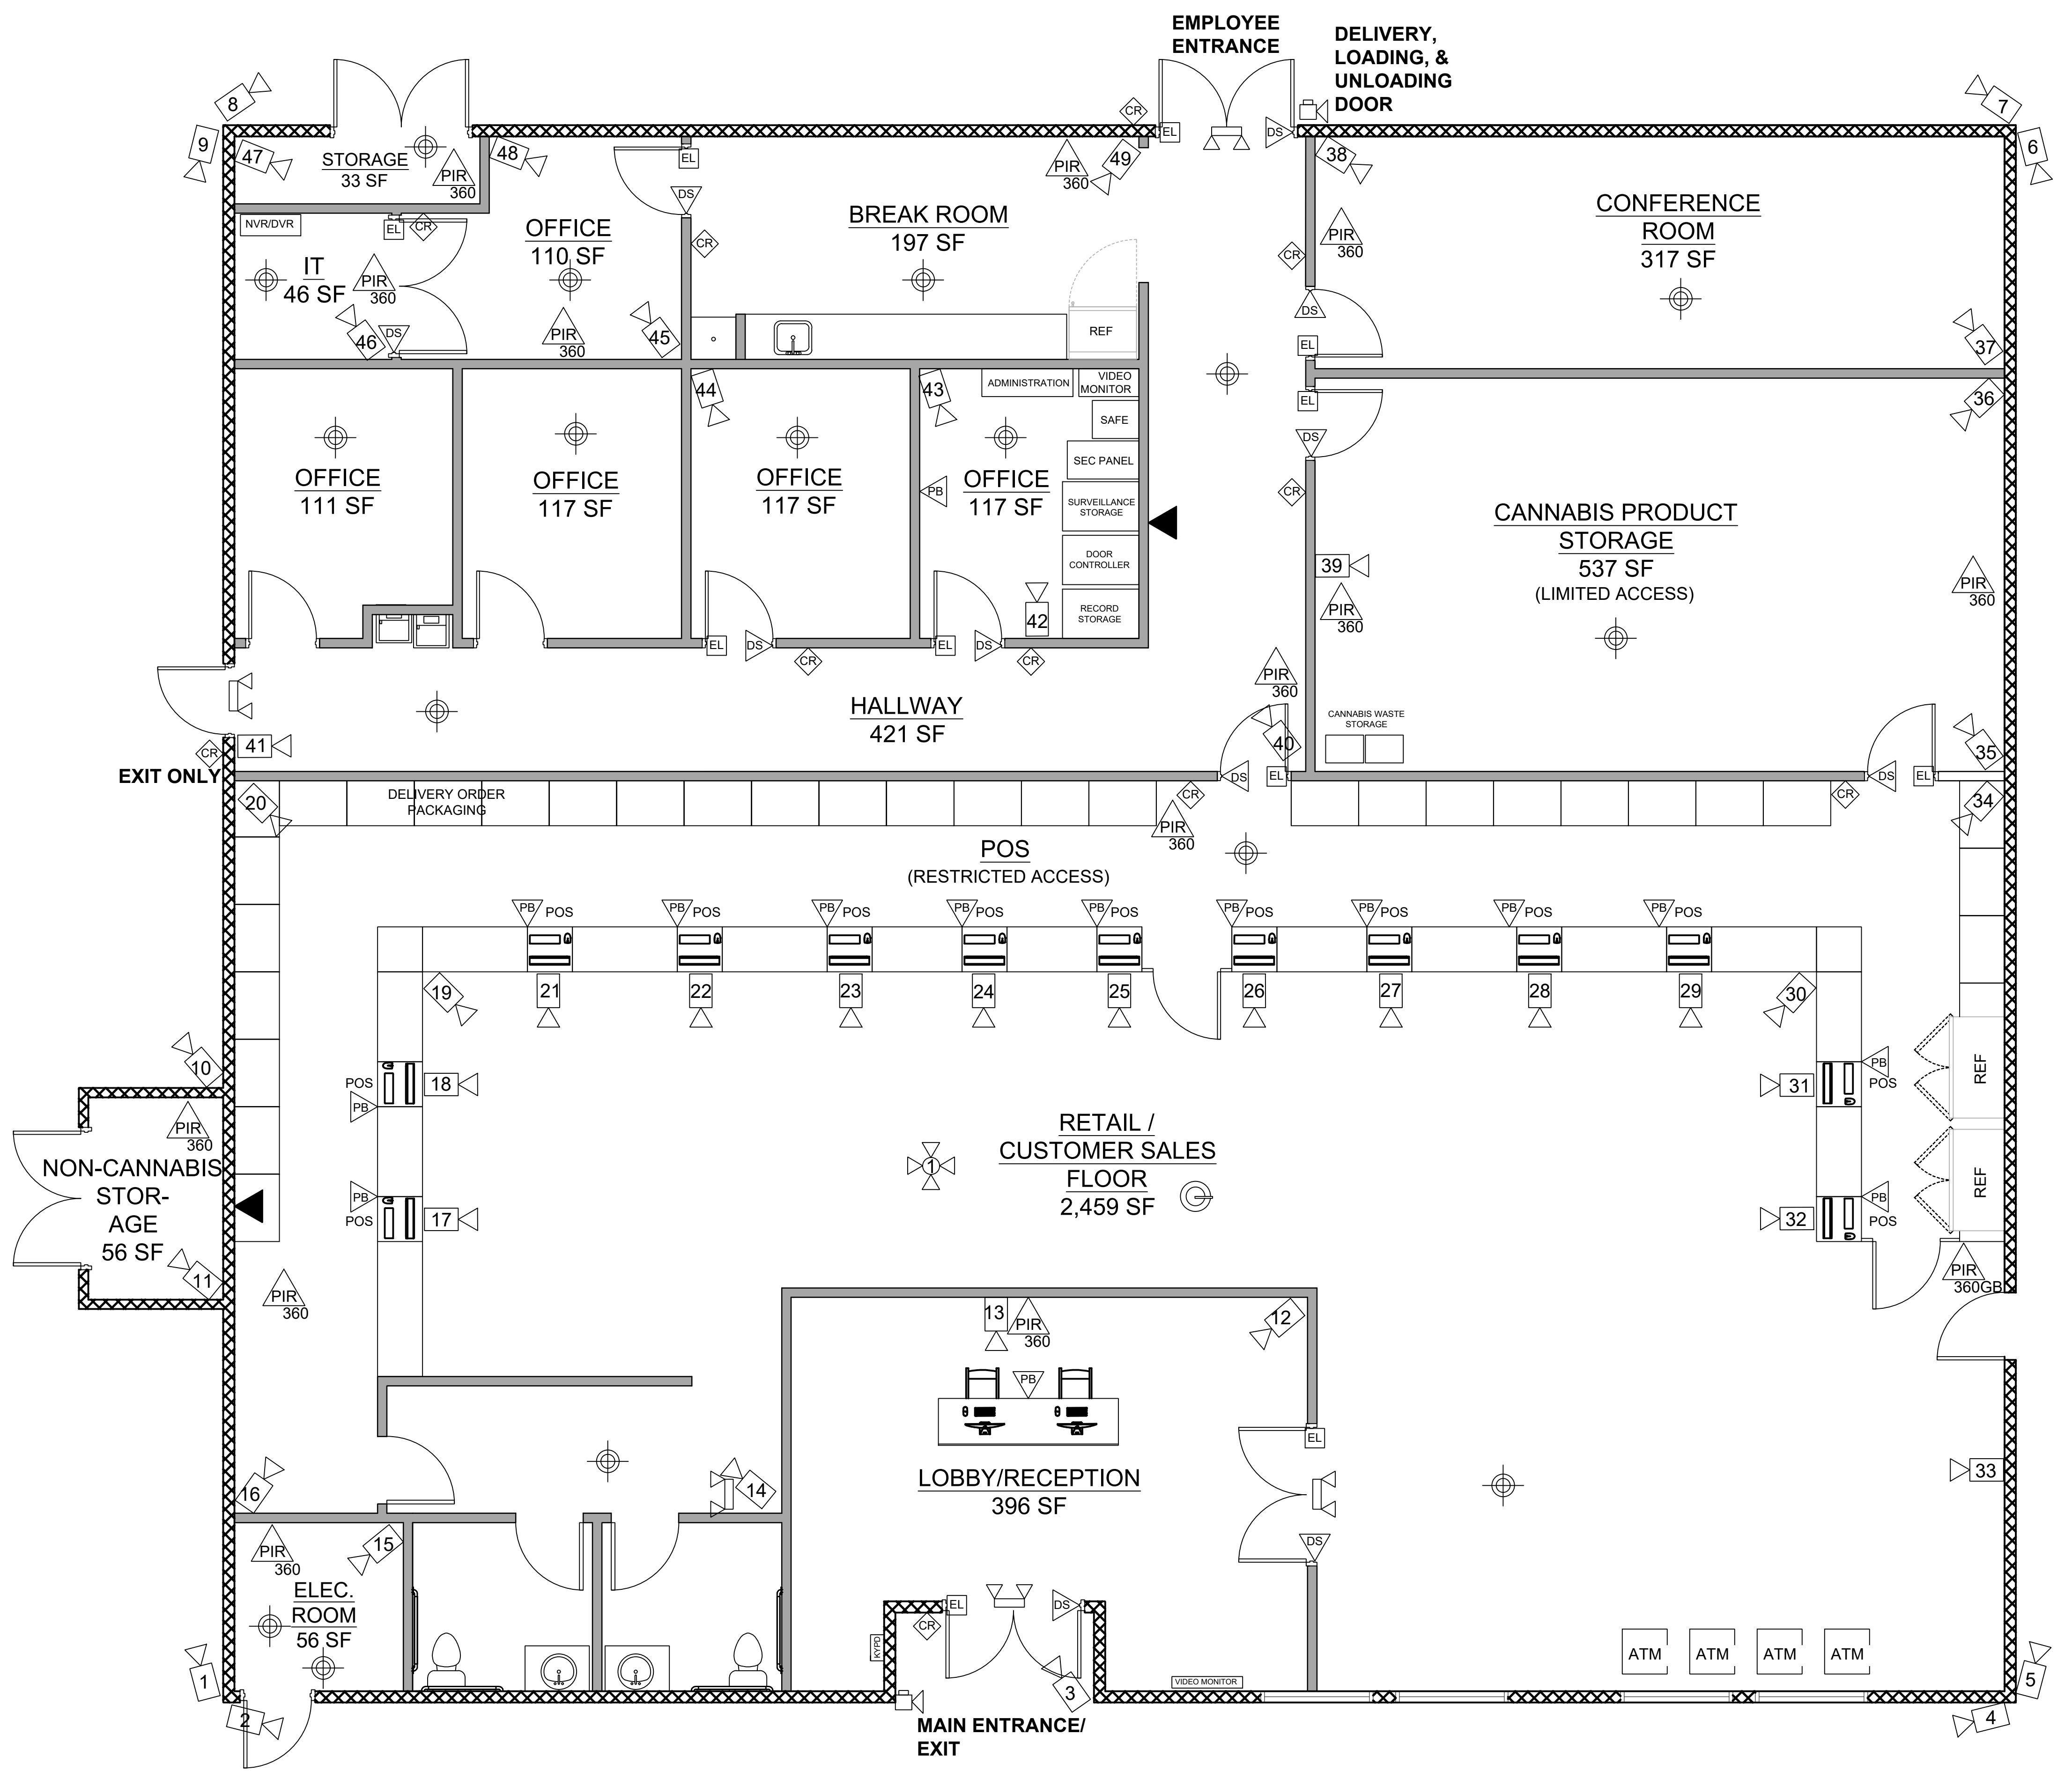 EMPLOYEE
ENTRANCE
DELIVERY,
LOADING, &
UNLOADING
DOOR
8
7
CR
EL
DS
9
47
STORAGE
33 SF
PIR
360
48
EL
DS
PIR
360
49
38
6
NVR/DVR
EL
CR
IT
46 SF
PIR
360
46
DS
OFFICE
110 SF
PIR
360
45
CR
BREAK ROOM
197 SF
REF
CR
PIR
360
DS
EL
CONFERENCE
ROOM
317 SF
37
OFFICE
111 SF
OFFICE
117 SF
44
OFFICE
117 SF
43
PB
OFFICE
117 SF
42
ADMINISTRATION
VIDEO
MONITOR
SAFE
SEC PANEL
SURVEILLANCE
STORAGE
DOOR
CONTROLLER
RECORD
STORAGE
EL
DS
CR
36
CANNABIS PRODUCT
STORAGE
537 SF
(LIMITED ACCESS)
39
PIR
360
PIR
360
EL
DS
CR
EL
DS
CR
PIR
360
CANNABIS WASTE
STORAGE
HALLWAY
421 SF
41
CR
EXIT ONLY
40
35
DS
EL
DS
EL
20
DELIVERY ORDER
PACKAGING
CR
PIR
360
CR
34
POS
(RESTRICTED ACCESS)
PB
POS
PB
POS
PB
POS
PB
POS
PB
POS
PB
POS
PB
POS
PB
POS
PB
POS
19
21
22
23
24
25
26
27
28
29
30
10
POS
18
PB
31
PB
POS
REF
PIR
360
NON-CANNABIS
STOR-
AGE
56 SF
11
PB
POS
17
1
RETAIL /
CUSTOMER SALES
FLOOR
2,459 SF
32
PB
POS
REF
PIR
360
PIR
360GB
13
PIR
360
12
PB
EL
LOBBY/RECEPTION
396 SF
33
16
14
PIR
360
15
DS
ELEC.
ROOM
56 SF
EL
DS
CR
KYPD
ATM
ATM
ATM
ATM
1
3
VIDEO MONITOR
5
2
MAIN ENTRANCE/
EXIT
4